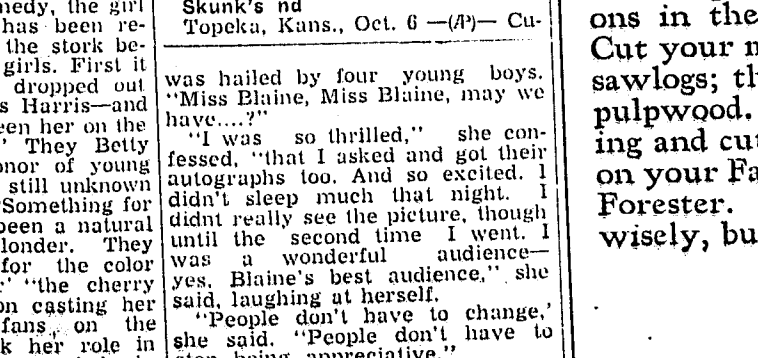 nedy, the girl
has been re-
the stork be-
girls. First it
dropped out
s Harris—and
een her on the
They Betty
onor of young
still unknown
"Something for
been a natural
londer. They
for the color
"the cherry
on casting her
fans, on the
k her role in
Skunk's nd
Topeka, Kans., Oct. 6 —(AP)— Cu-
was hailed by four young boys.
"Miss Blaine, Miss Blaine, may we
have....?"
"I was so thrilled," she con-
fessed, "that I asked and got their
autographs too. And so excited. I
didn't sleep much that night. I
didnt really see the picture, though
until the second time I went. I
was a wonderful audience—
yes, Blaine's best audience," she
said, laughing at herself.
"People don't have to change,'
she said. "People don't have to
stop being appreciative."
ons in the
Cut your m
sawlogs; th
pulpwood.
ing and cut
on your Fa
Forester.
wisely, bu